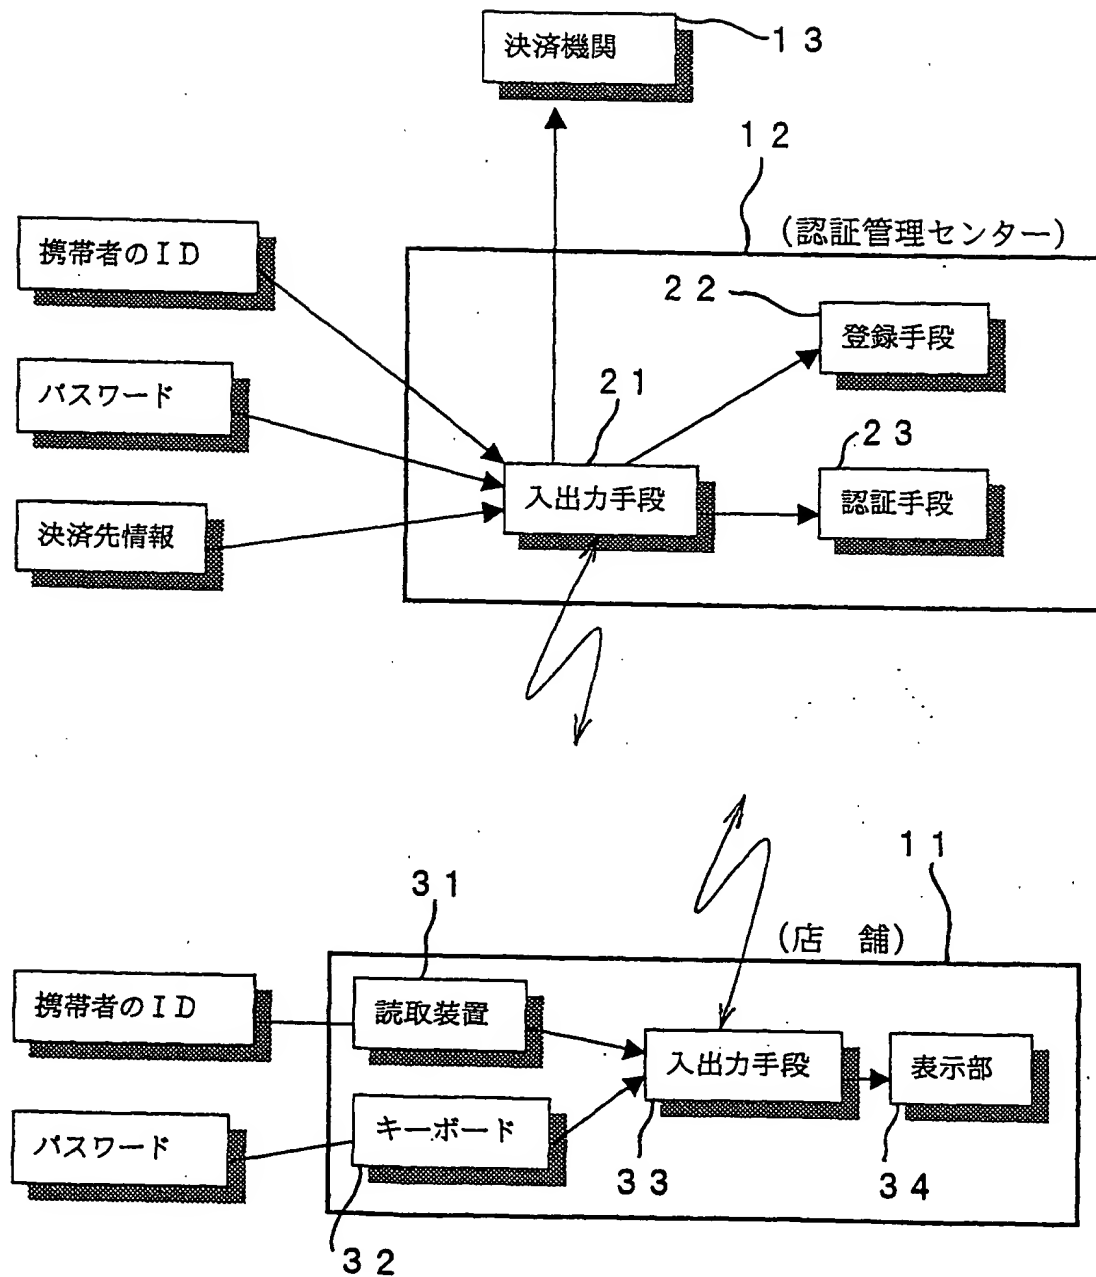 決済機関
13
12
(認証管理センター)
携帯者のID
22
登録手段
パスワード
21
23
入出力手段
認証手段
決済先情報
11
31
(店 舗)
携帯者のID
読取装置
入出力手段
表示部
パスワード
キーボード
33
34
32